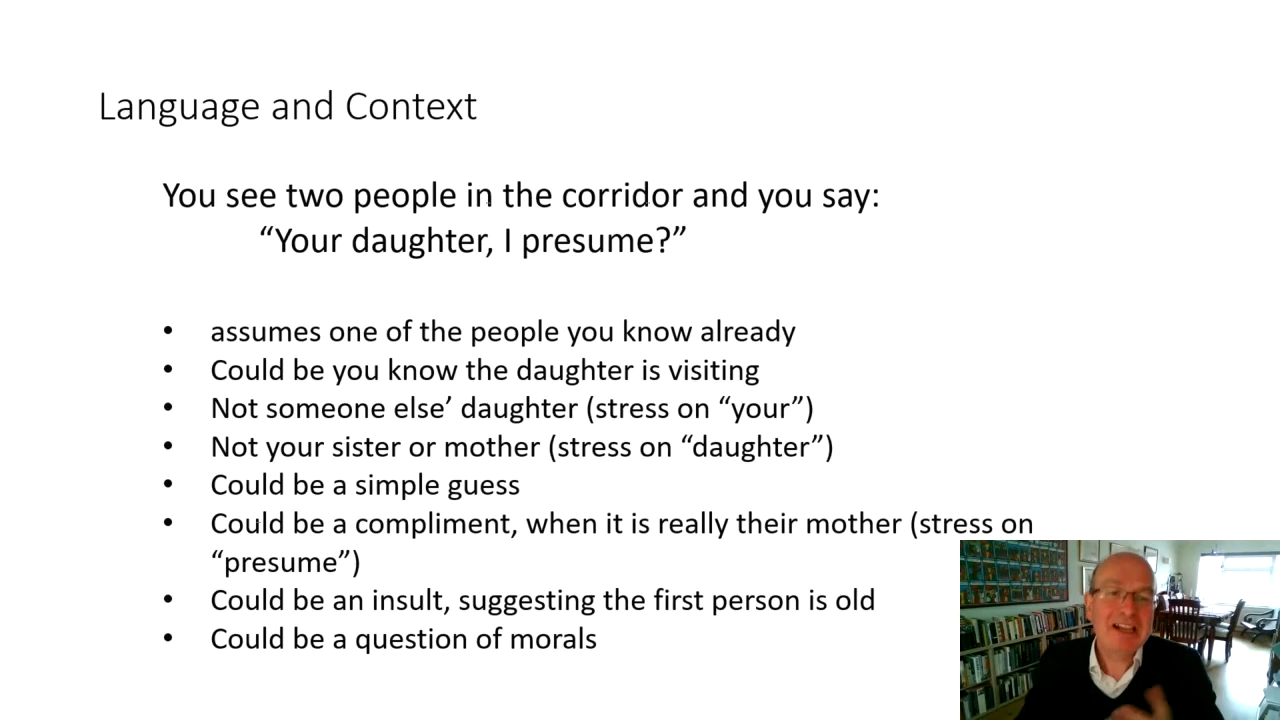 Language and Context
You see two people in the corridor and you say:
“Your daughter, I presume?”
• assumes one of the people you know already
• Could be you know the daughter is visiting
• Not someone else’ daughter (stress on “your”)
• Not your sister or mother (stress on “daughter”)
• Could be a simple guess
• Could be a compliment, when it is really their mother (stress on
“presume”)
• Could be an insult, suggesting the first person is old
• Could be a question of morals